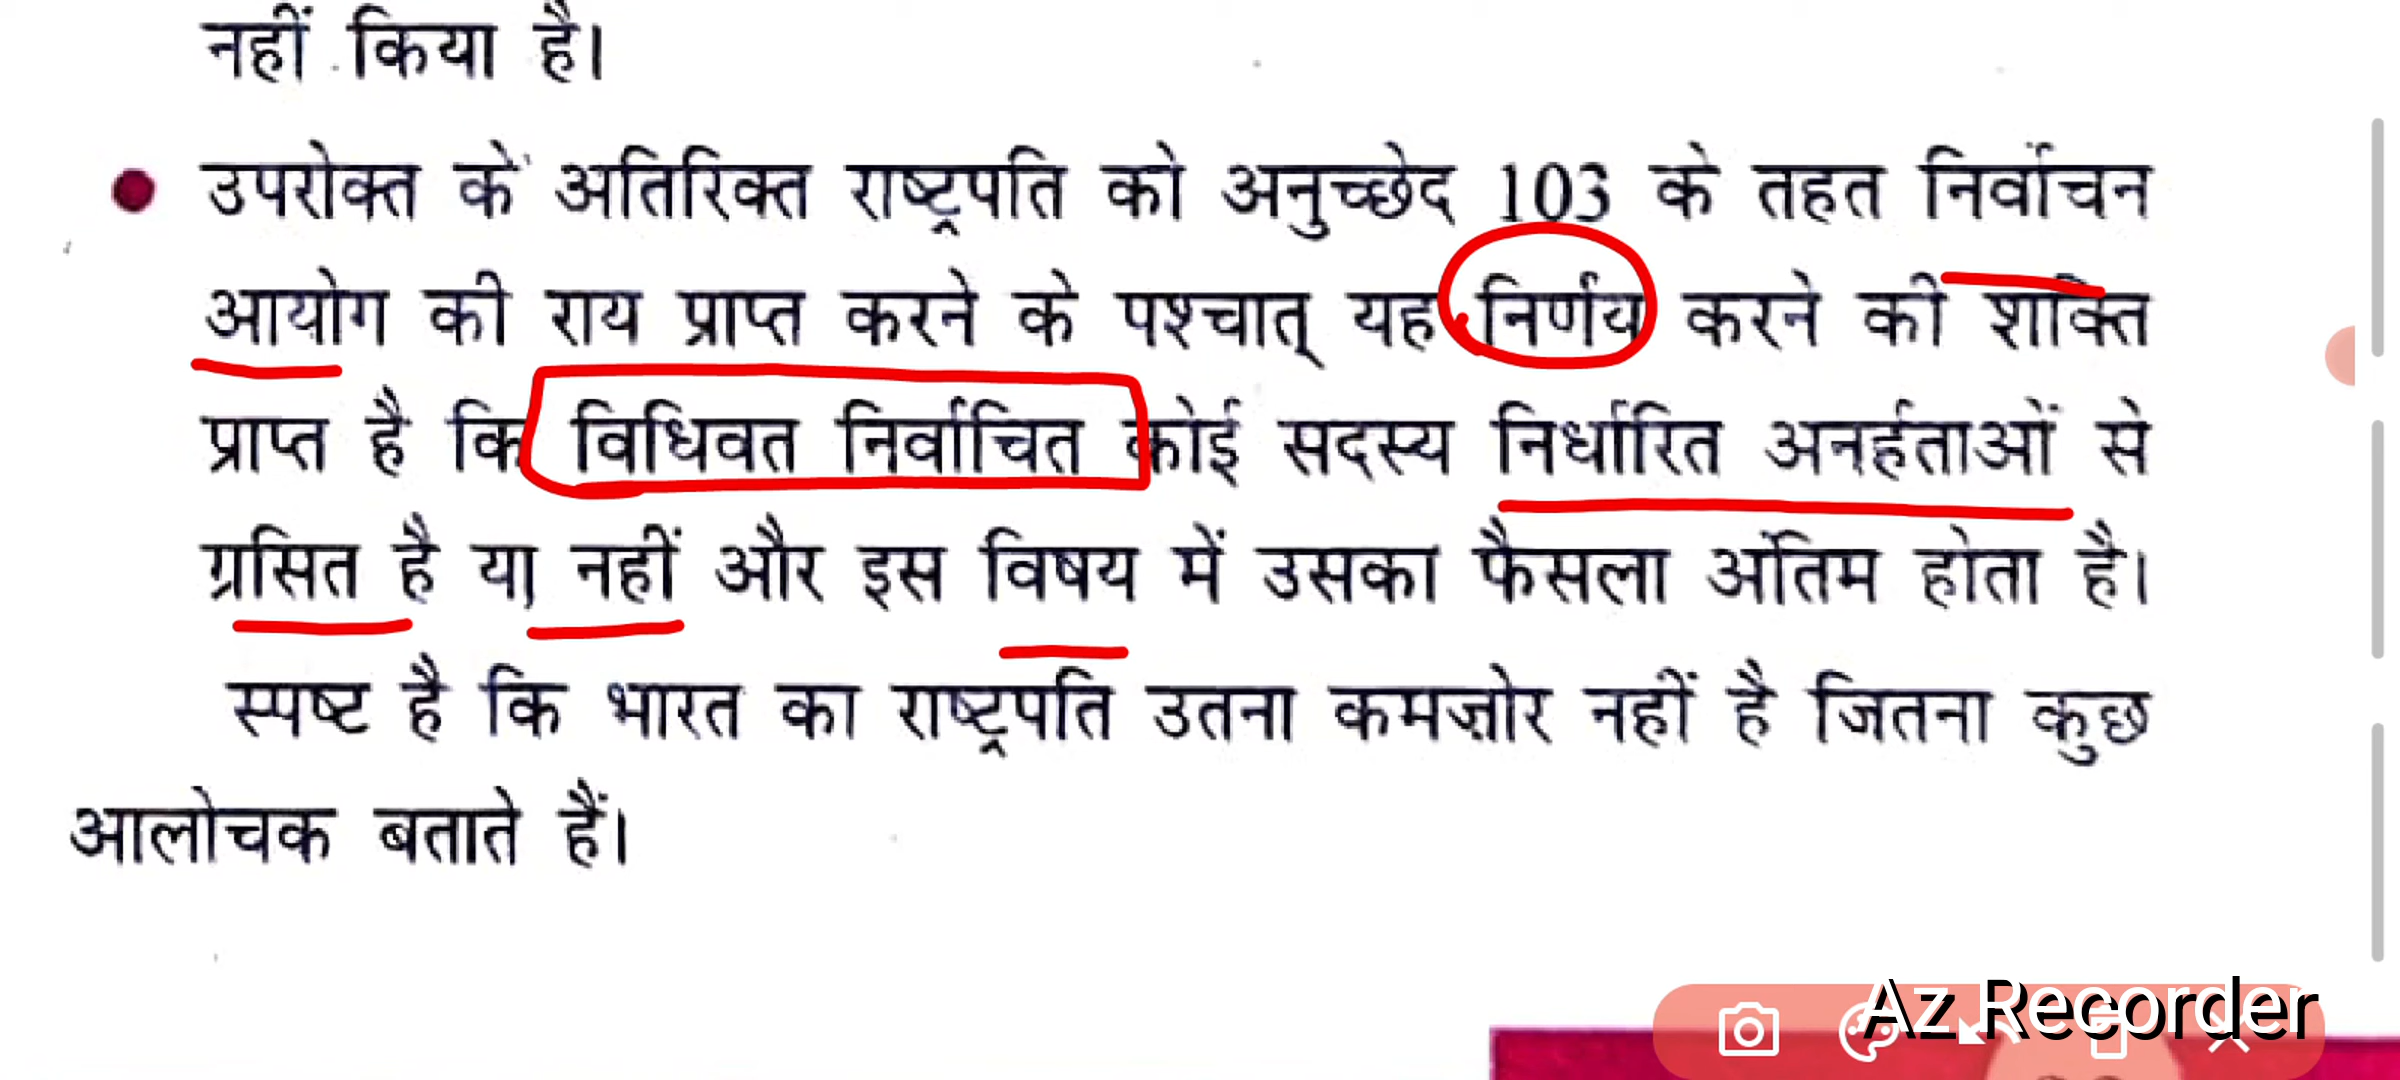 नहीं किया है।
● उपरोक्त के अतिरिक्त राष्ट्रपति को अनुच्छेद 103 के तहत निर्वाचन
आयोग की राय प्राप्त करने के पश्चात् यह निर्णय करने की शक्ति
प्राप्त है कि विधिवत निर्वाचित कोई सदस्य निर्धारित अनर्हताओं से
ग्रसित है या नहीं और इस विषय में उसका फैसला अंतिम होता है।
स्पष्ट है कि भारत का राष्ट्रपति उतना कमज़ोर नहीं है जितना कुछ
आलोचक बताते हैं।
Az Recorder